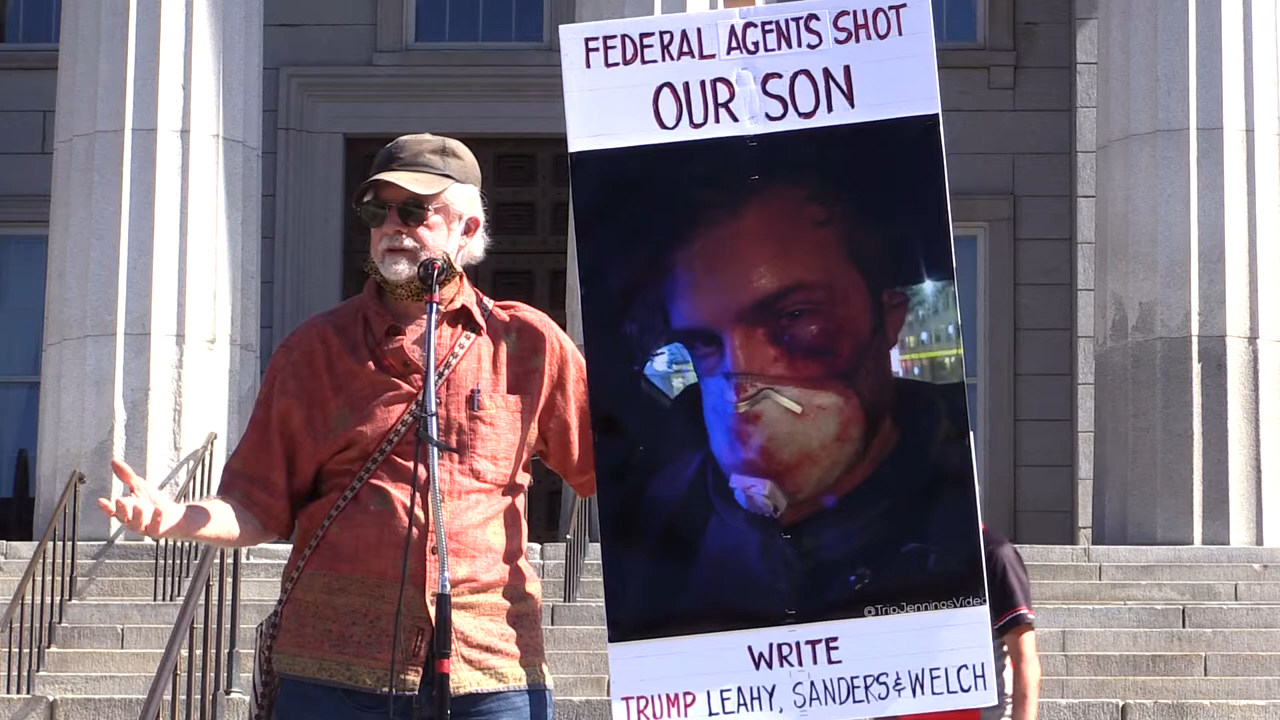 FEDERAL AGENTS SHOT
OUR SON
@TripJenningsVideo
WRITE
TRUMP LEAHY, SANDERS & WELCH